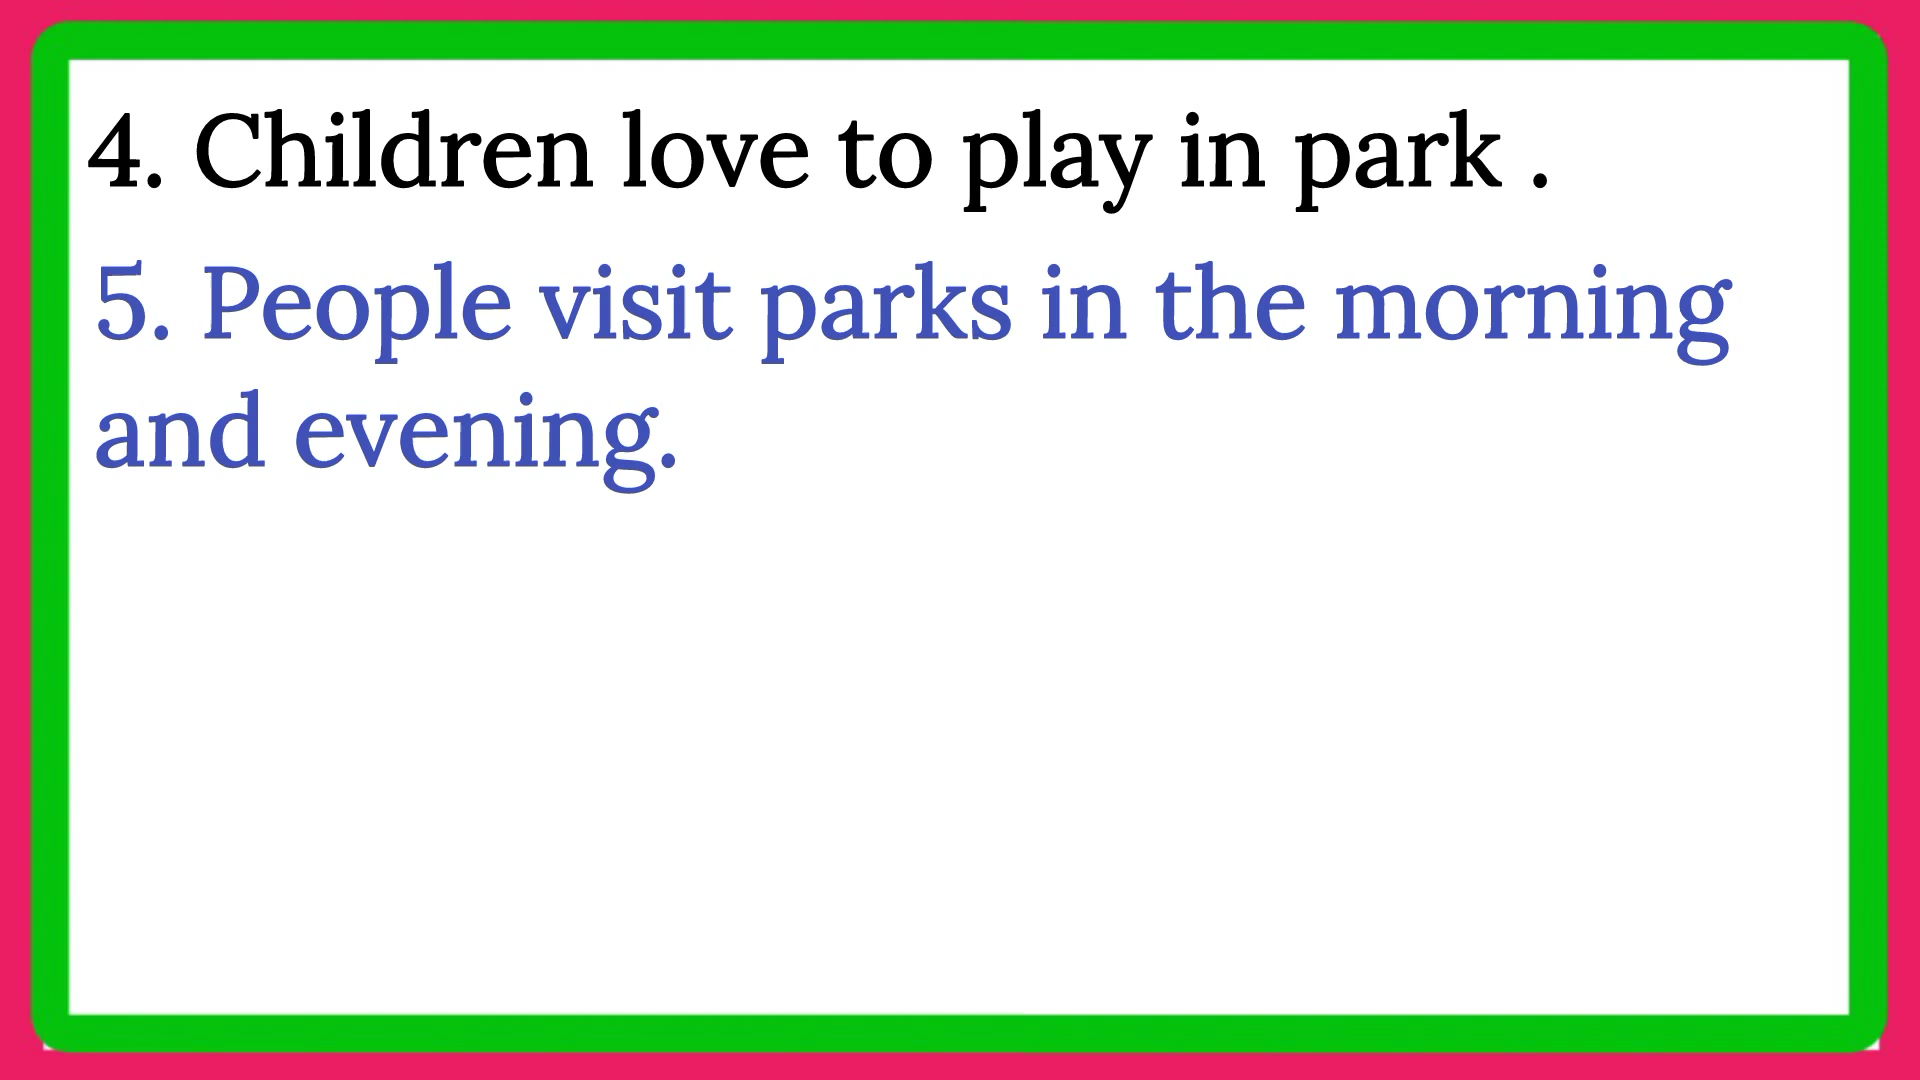 4. Children love to play in park .
5. People visit parks in the morning
and evening.